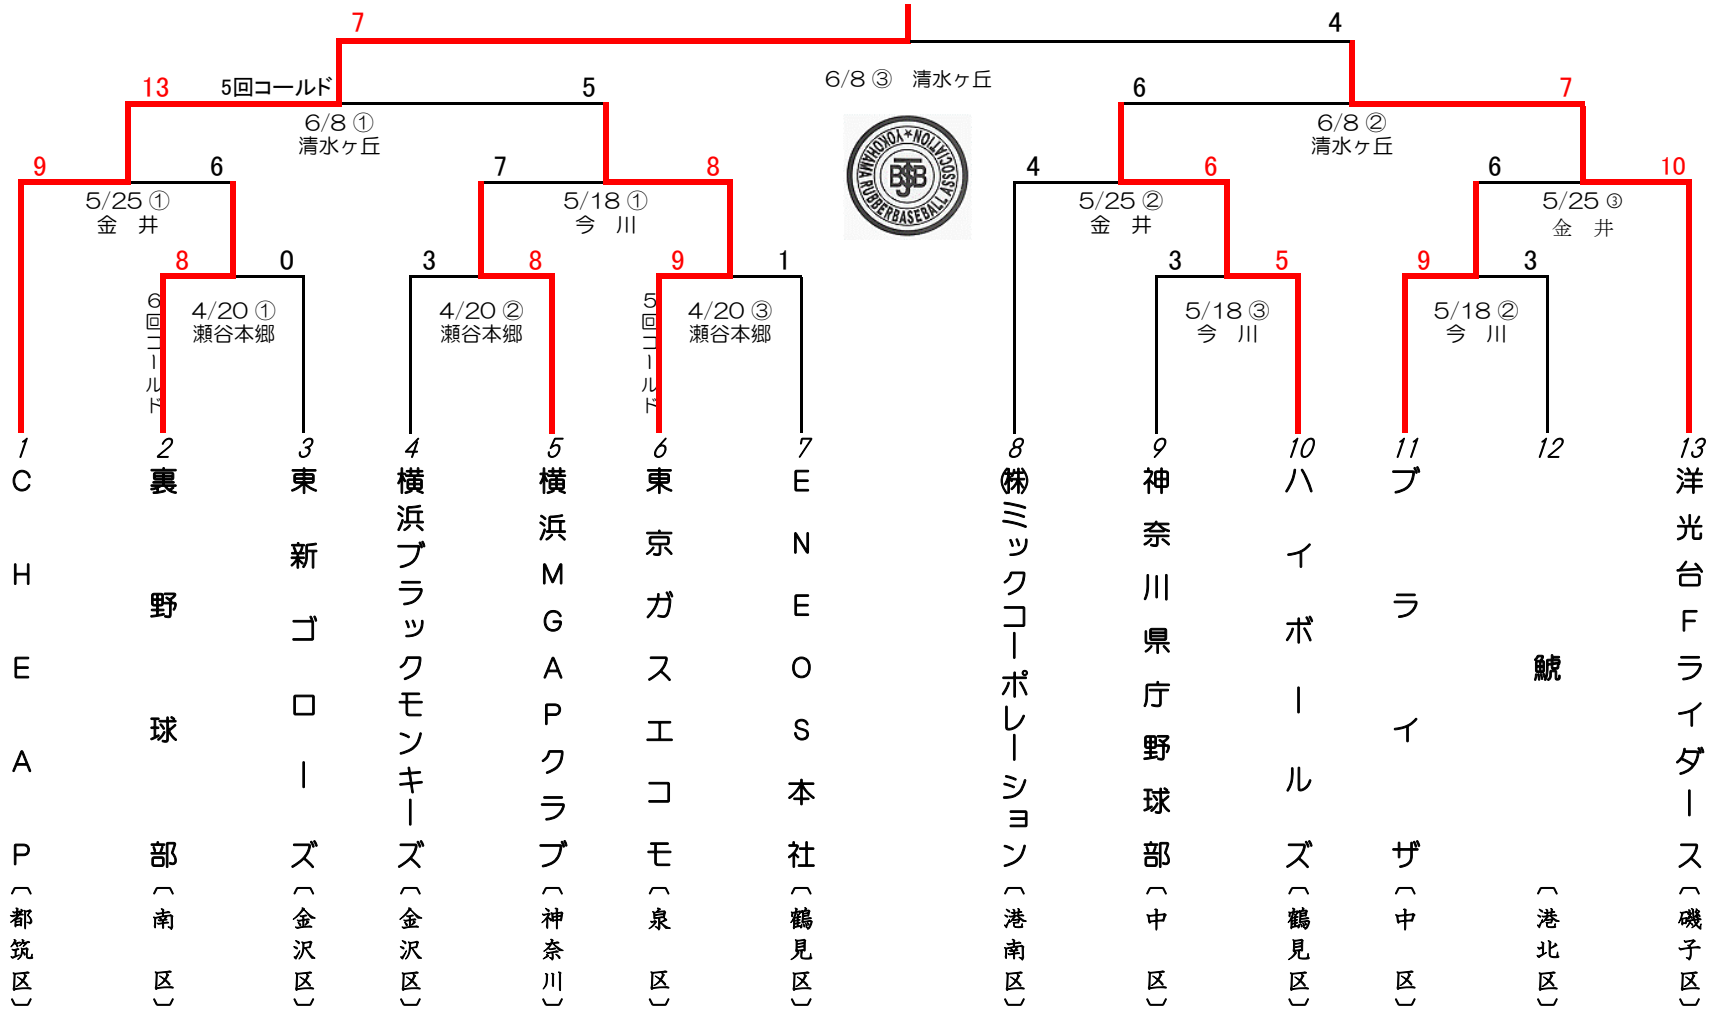 7
4
13
5回コールド
5
6/8 ③ 清水ヶ丘
6
7
6/8 ①
清水ヶ丘
6/8 ②
清水ヶ丘
YOKOHAMA RUBBERBASEBALL ASSOCIATION
JSBB
9
6
7
8
4
6
6
10
5/25 ①
金 井
5/18 ①
今 川
5/25 ②
金 井
5/25 ③
金 井
8
0
3
8
9
1
3
5
9
3
6回コールド
4/20 ①
瀬谷本郷
4/20 ②
瀬谷本郷
5回コールド
4/20 ③
瀬谷本郷
5/18 ③
今 川
5/18 ②
今 川
1
CHEAP
〔都筑区〕
2
裏野球部
〔南 区〕
3
東新ゴローズ
〔金沢区〕
4
横浜ブラックモンキーズ
〔金沢区〕
5
横浜MGAPクラブ
〔神奈川〕
6
東京ガスエコモ
〔泉 区〕
7
ENEOS本社
〔鶴見区〕
8
㈱ミックコーポレーション
〔港南区〕
9
神奈川県庁野球部
〔中 区〕
10
ハイボールズ
〔鶴見区〕
11
ブライザ
〔中 区〕
12
鯱
〔港北区〕
13
洋光台Fライダース
〔磯子区〕